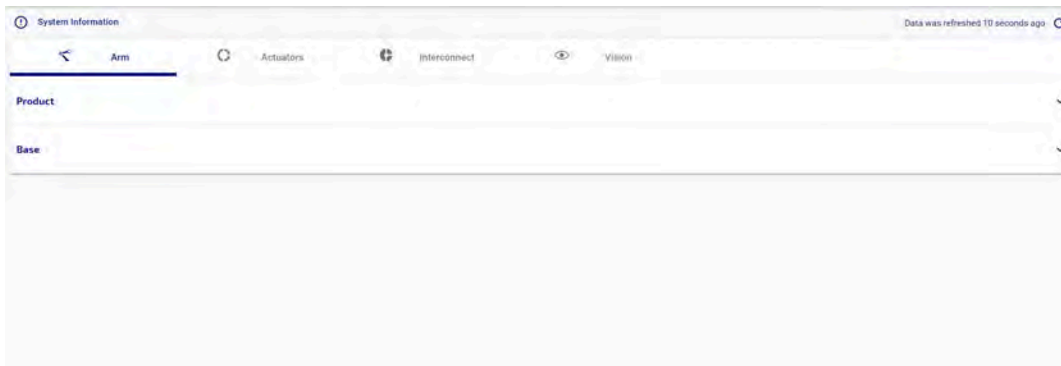 System Information
Data was refreshed 10 seconds ago
Arm
Actuators
Interconnect
Vision
Product
Base